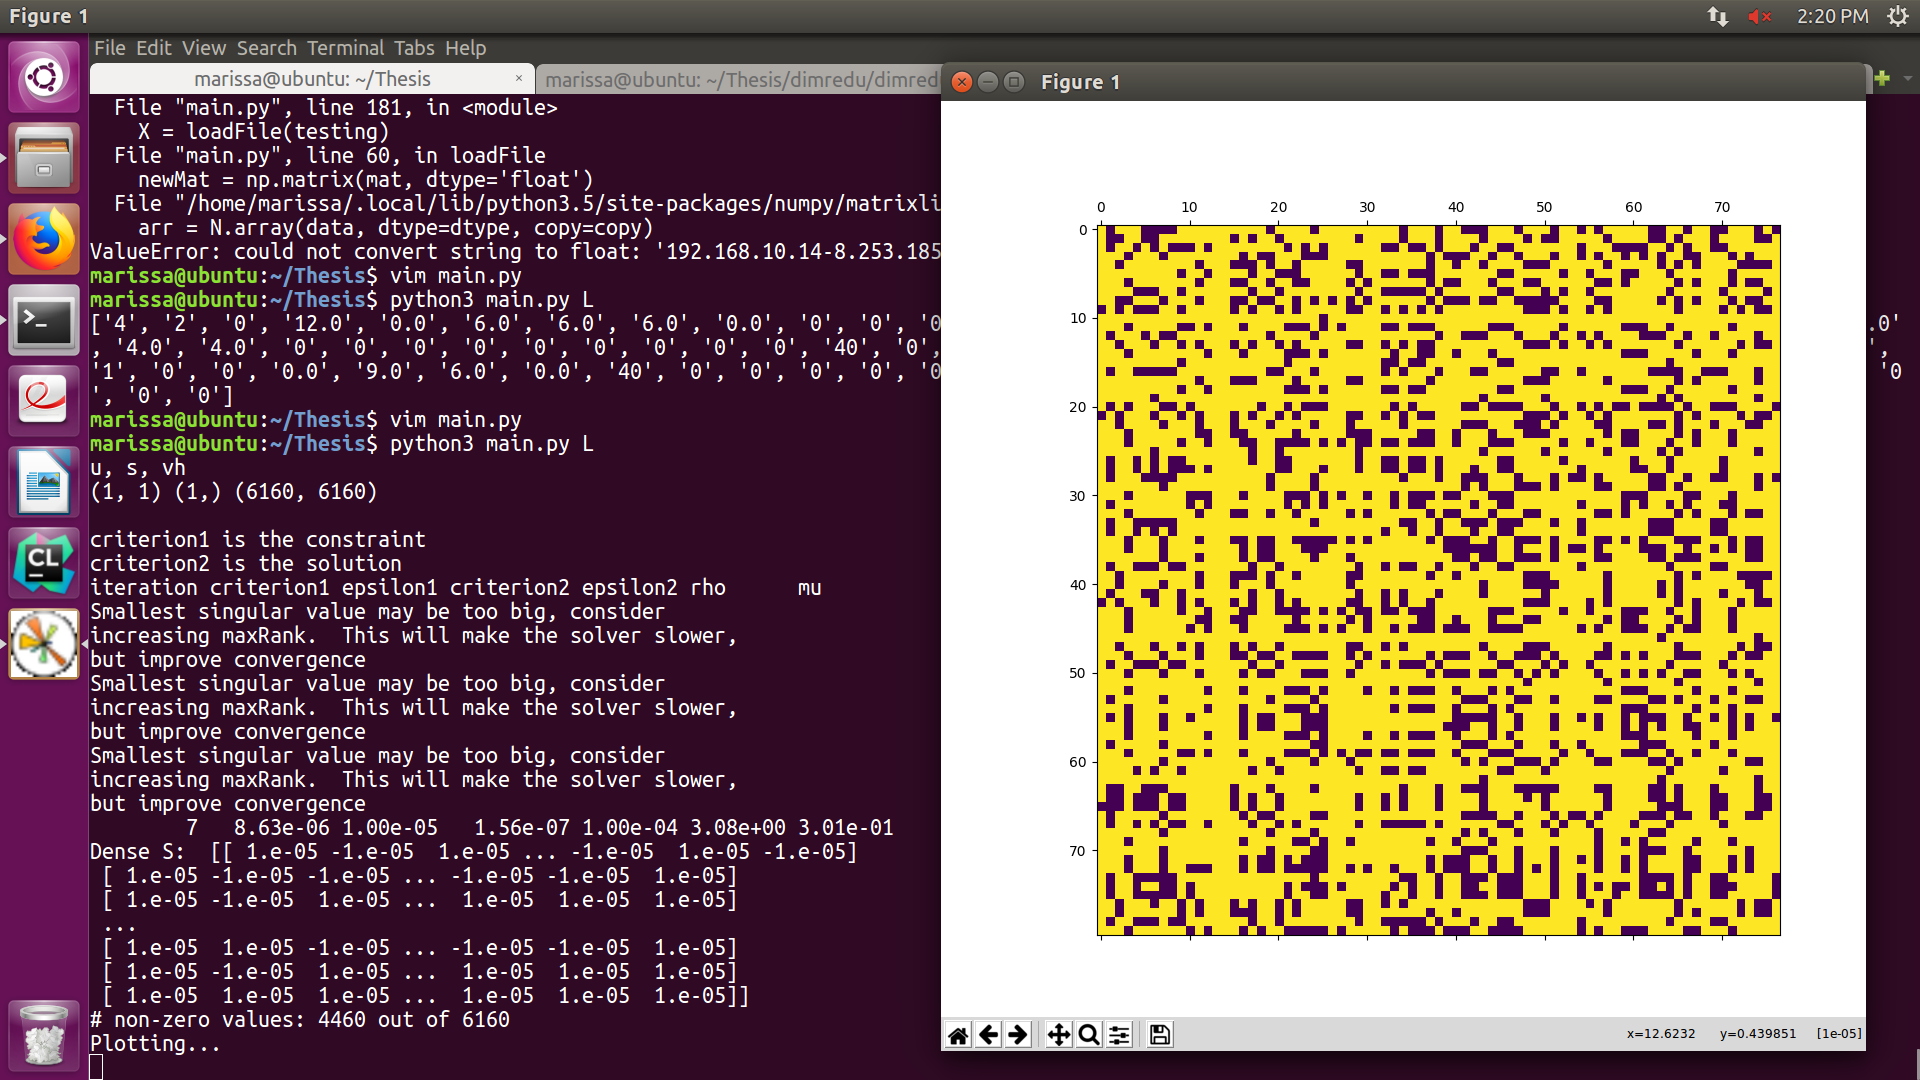 Figure 1
2:20 PM
File Edit View Search Terminal Tabs Help
marissa@ubuntu: ~/Thesis ×
marissa@ubuntu: ~/Thesis/dimredu/dimred
File "main.py", line 181, in <module>
X = loadFile(testing)
File "main.py", line 60, in loadFile
newMat = np.matrix(mat, dtype='float')
File "/home/marissa/.local/lib/python3.5/site-packages/numpy/matrixli
arr = N.array(data, dtype=dtype, copy=copy)
ValueError: could not convert string to float: '192.168.10.14-8.253.185
marissa@ubuntu:~/Thesis$ vim main.py
marissa@ubuntu:~/Thesis$ python3 main.py L
['4', '2', '0', '12.0', '0.0', '6.0', '6.0', '6.0', '0.0', '0', '0', '0 .0'
, '4.0', '4.0', '0', '0', '0', '0', '0', '0', '0', '0', '0', '40', '0', ',
'1', '0', '0', '0.0', '9.0', '6.0', '0.0', '40', '0', '0', '0', '0', '0 '0
', '0', '0']
marissa@ubuntu:~/Thesis$ vim main.py
marissa@ubuntu:~/Thesis$ python3 main.py L
u, s, vh
(1, 1) (1,) (6160, 6160)
criterion1 is the constraint
criterion2 is the solution
iteration criterion1 epsilon1 criterion2 epsilon2 rho mu
Smallest singular value may be too big, consider
increasing maxRank. This will make the solver slower,
but improve convergence
Smallest singular value may be too big, consider
increasing maxRank. This will make the solver slower,
but improve convergence
Smallest singular value may be too big, consider
increasing maxRank. This will make the solver slower,
but improve convergence
7 8.63e-06 1.00e-05 1.56e-07 1.00e-04 3.08e+00 3.01e-01
Dense S: [[ 1.e-05 -1.e-05 1.e-05 ... -1.e-05 1.e-05 -1.e-05]
[ 1.e-05 -1.e-05 -1.e-05 ... -1.e-05 -1.e-05 1.e-05]
[ 1.e-05 -1.e-05 1.e-05 ... 1.e-05 1.e-05 1.e-05]
...
[ 1.e-05 1.e-05 -1.e-05 ... -1.e-05 -1.e-05 1.e-05]
[ 1.e-05 -1.e-05 1.e-05 ... 1.e-05 1.e-05 1.e-05]
[ 1.e-05 1.e-05 1.e-05 ... 1.e-05 1.e-05 1.e-05]]
# non-zero values: 4460 out of 6160
Plotting...
Figure 1
0 10 20 30 40 50 60 70
0
10
20
30
40
50
60
70
x=12.6232 y=0.439851 [1e-05]
CL
>_